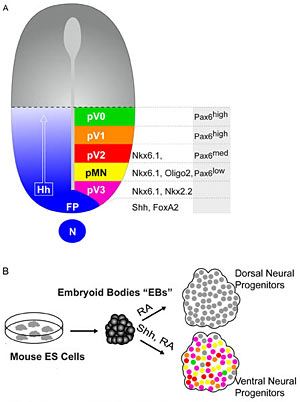 A
pV0 Pax6high
pV1 Pax6high
pV2 Nkx6.1, Pax6med
pMN Nkx6.1, Oligo2, Pax6low
Hh pV3 Nkx6.1, Nkx2.2
FP Shh, FoxA2
N
B
Dorsal Neural
Progenitors
Embryoid Bodies "EBs"
RA
Shh, RA
Mouse ES Cells
Ventral Neural
Progenitors